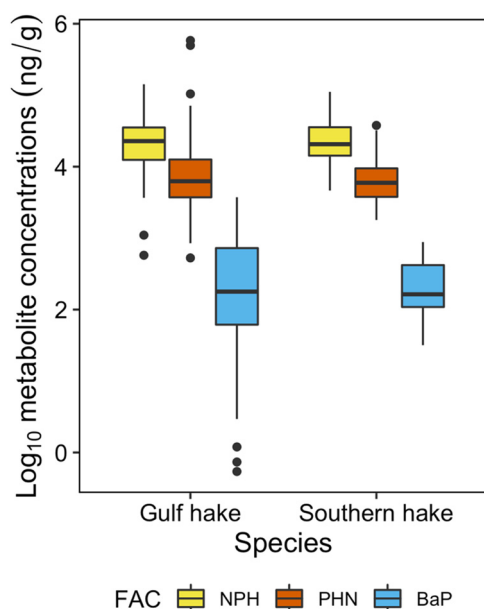 Log₁₀ metabolite concentrations (ng/g)
6
4
2
0
Gulf hake Southern hake
Species
FAC NPH PHN BaP